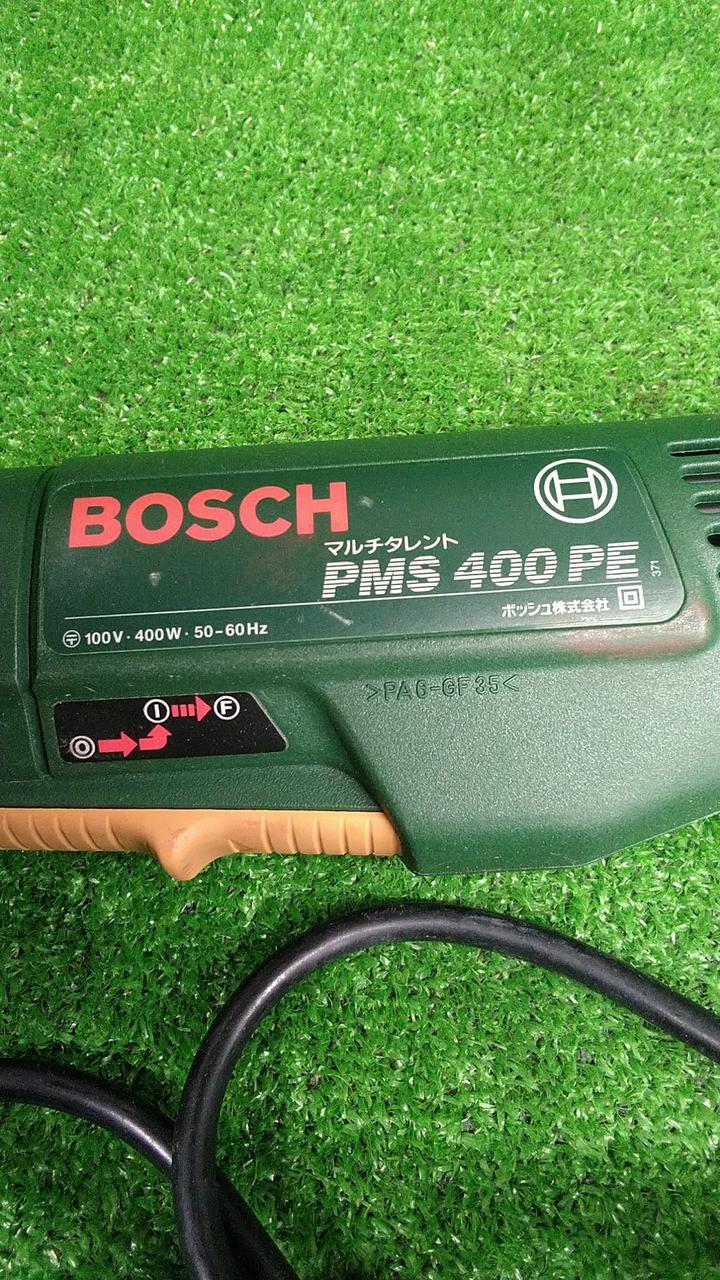 BOSCH
マルチタレント
PMS 400 PE
371
ボッシュ株式会社
100V・400W・50-60Hz
>PA6-GF35<
I F
O